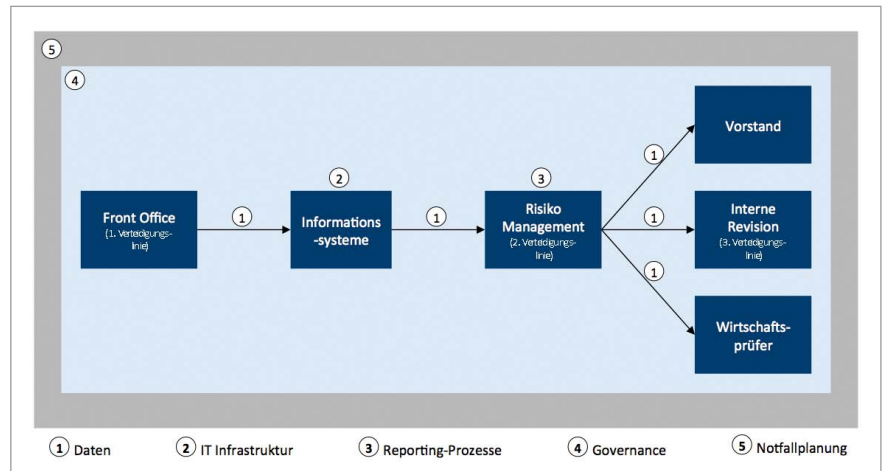 5
4
Vorstand
1
2
3
Front Office
(1. Verteidigungs-
linie)
1
Informations
-systeme
1
Risiko
Management
(2. Verteidigungs-
linie)
1
Interne
Revision
(3. Verteidigungs-
linie)
1
Wirtschafts-
prüfer
1 Daten
2 IT Infrastruktur
3 Reporting-Prozesse
4 Governance
5 Notfallplanung